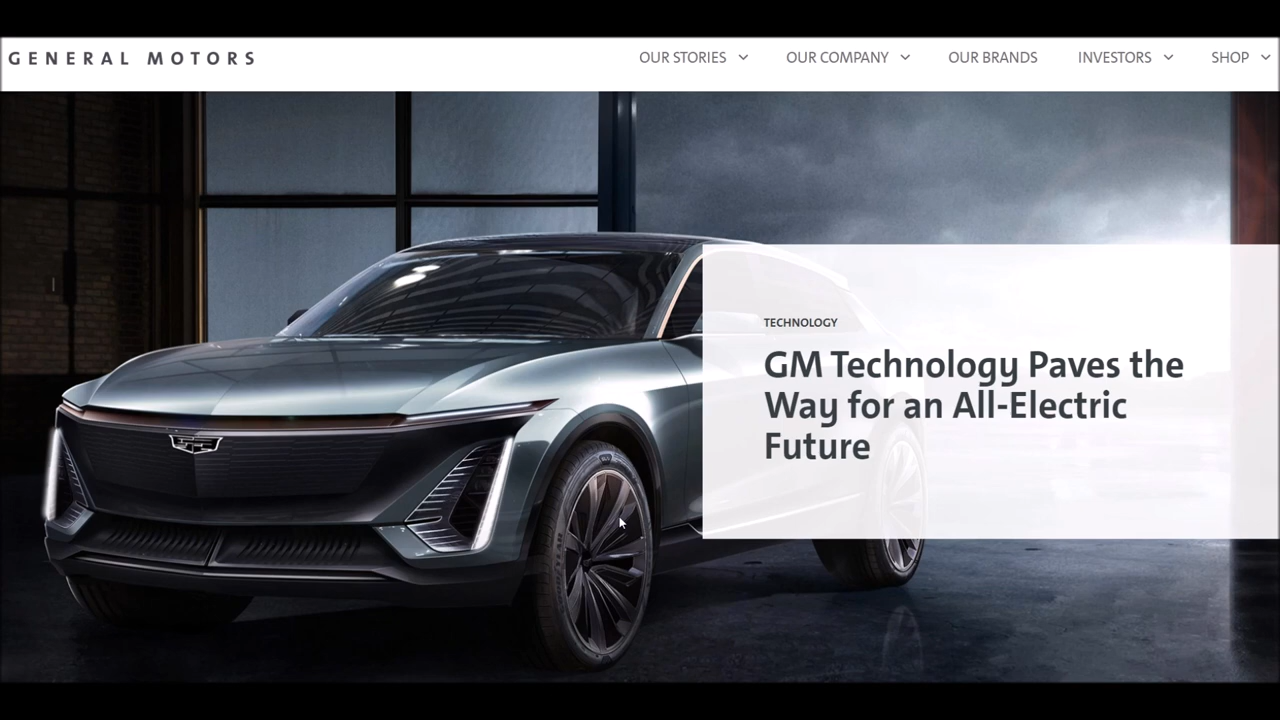 GENERAL MOTORS
OUR STORIES OUR COMPANY OUR BRANDS INVESTORS SHOP
TECHNOLOGY
GM Technology Paves the
Way for an All-Electric
Future